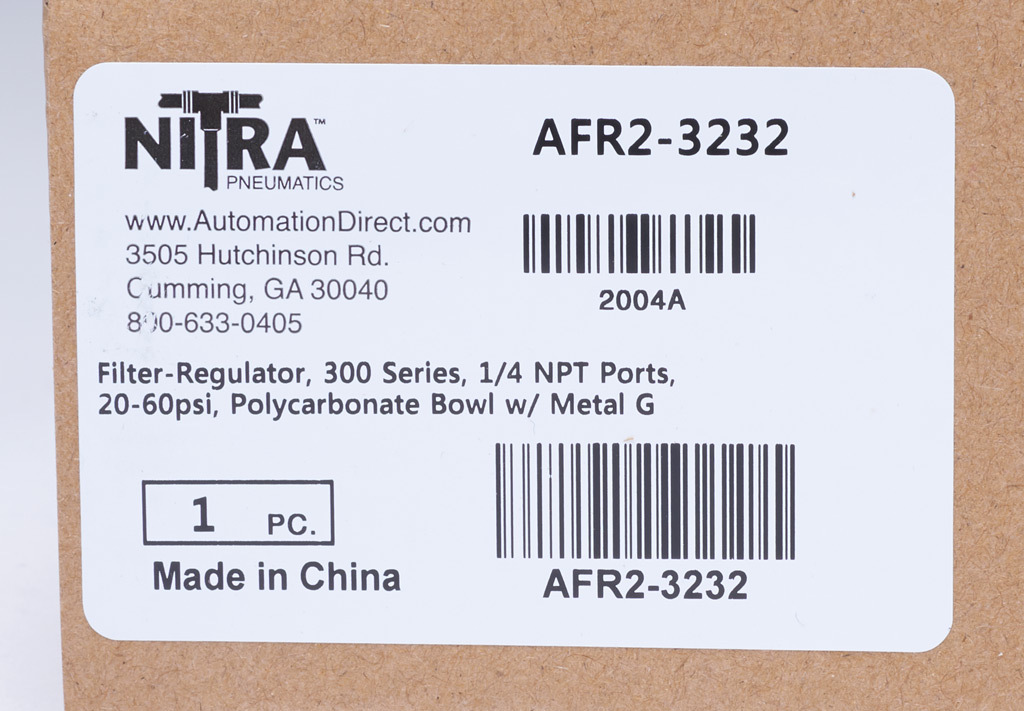 NITRA™
PNEUMATICS
AFR2-3232
www.AutomationDirect.com
3505 Hutchinson Rd.
Cumming, GA 30040
800-633-0405
2004A
Filter-Regulator, 300 Series, 1/4 NPT Ports,
20-60psi, Polycarbonate Bowl w/ Metal G
1 PC.
Made in China
AFR2-3232